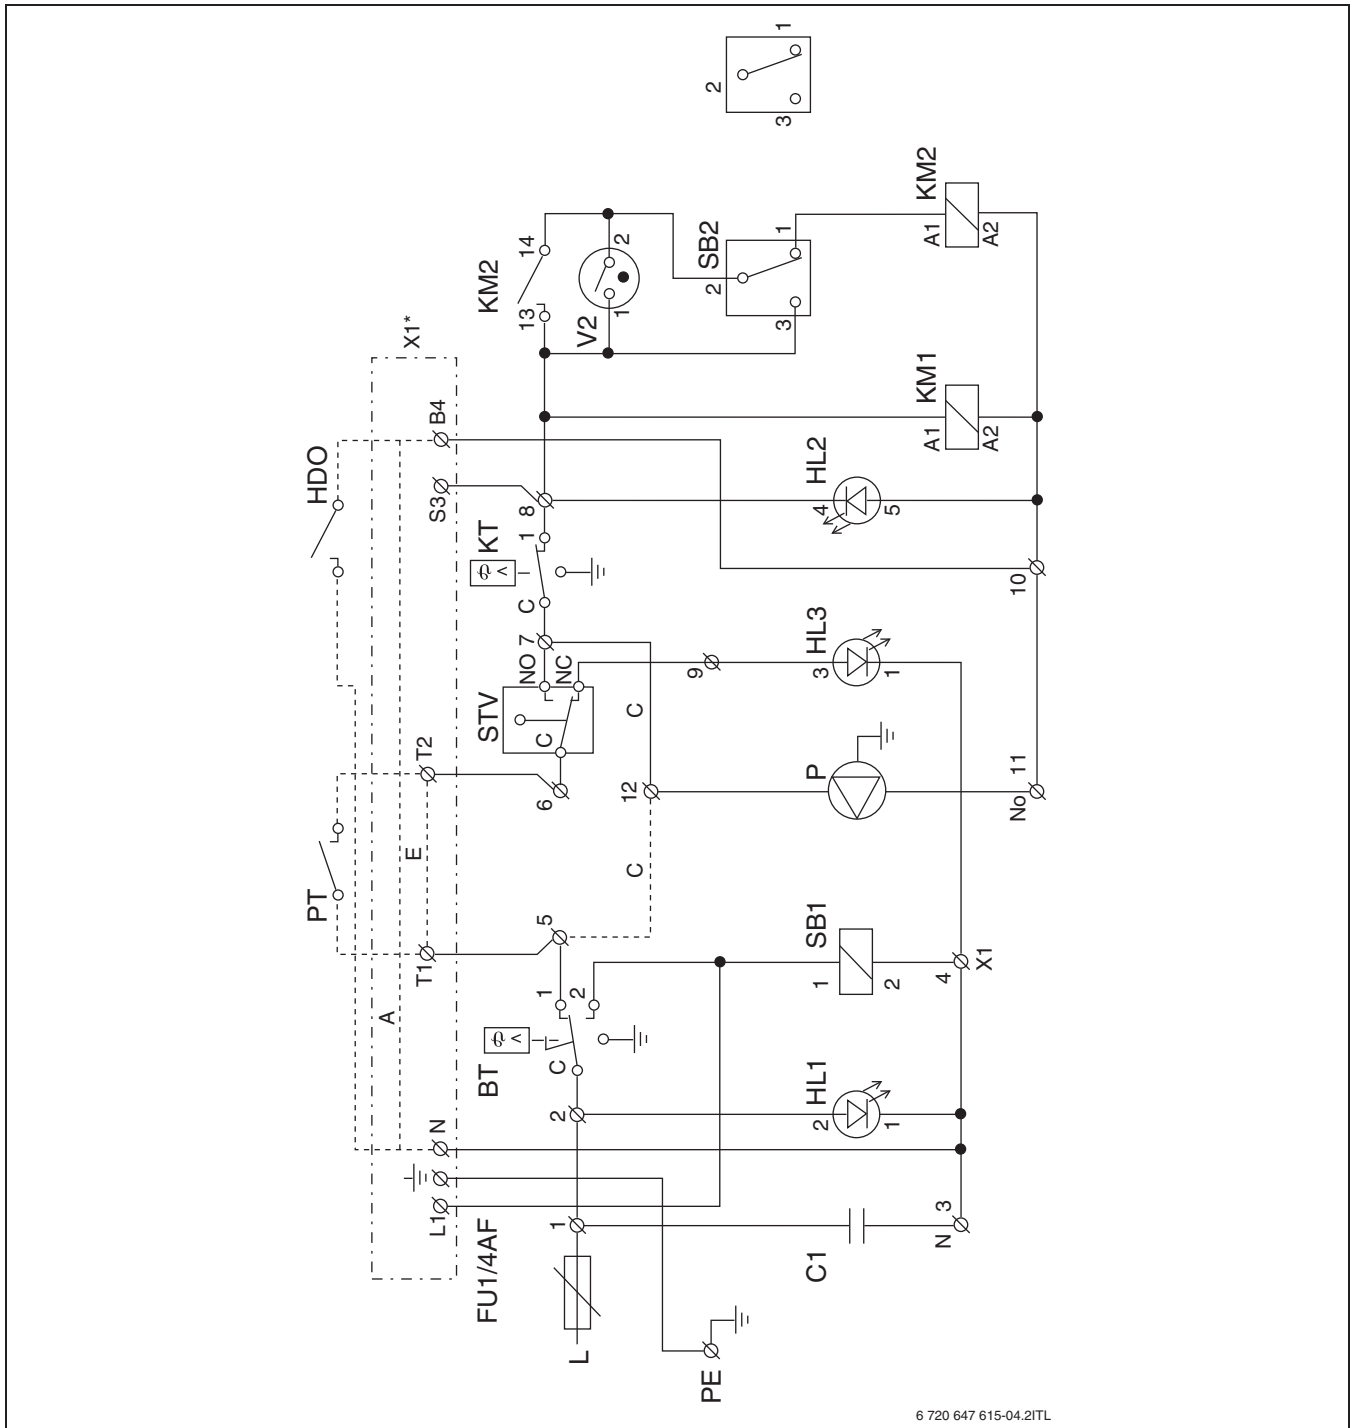 1
2
3
KM2
14
13
2
V2
1
SB2
2
1
3
KM2
A1
A2
X1*
HDO
B4
S3
8
KM1
A1
A2
HL2
4
5
KT
1
C
10
NO
7
NC
9
HL3
3
1
STV
C
C
T2
6
12
P
No
11
PT
E
C
T1
5
SB1
1
2
4
X1
A
1
2
BT
C
N
2
HL1
2
1
L1
FU1/4AF
1
C1
N
3
L
PE
6 720 647 615-04.2ITL